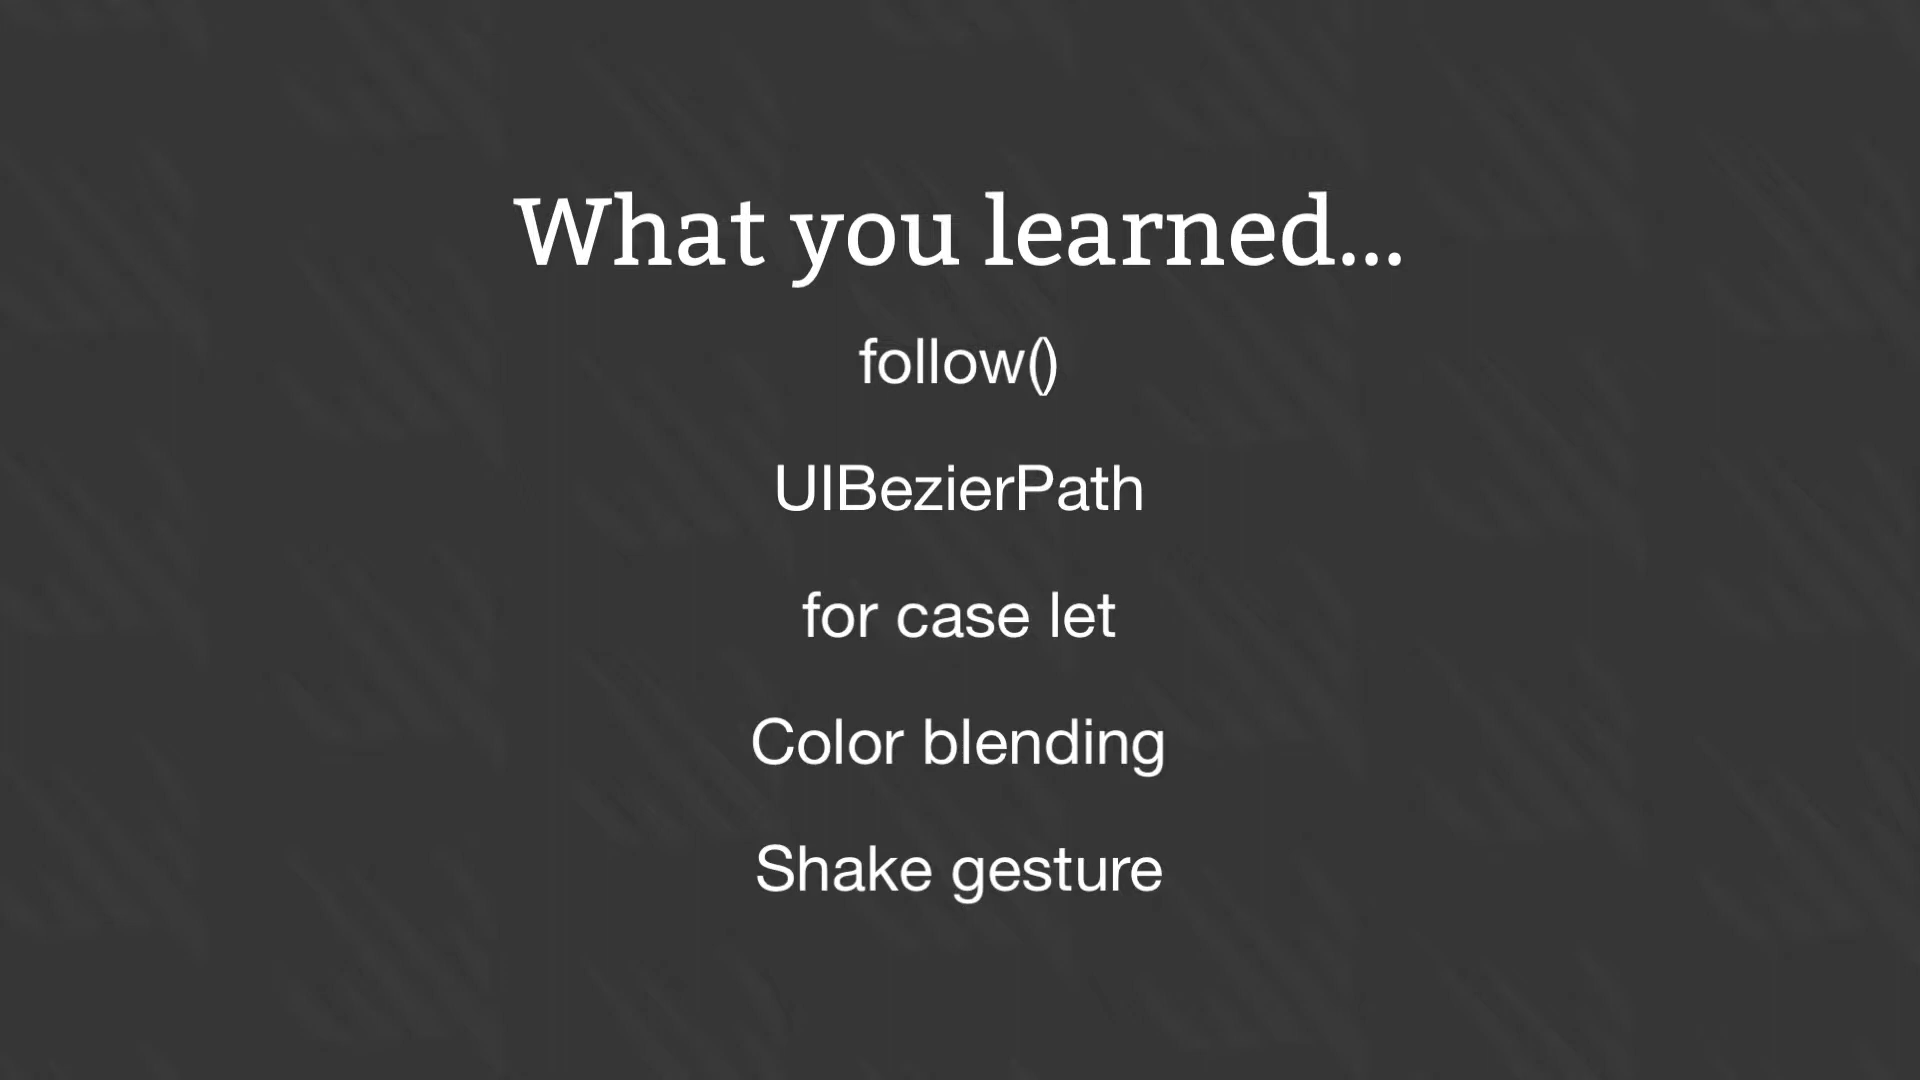 What you learned...
follow()
UIBezierPath
for case let
Color blending
Shake gesture